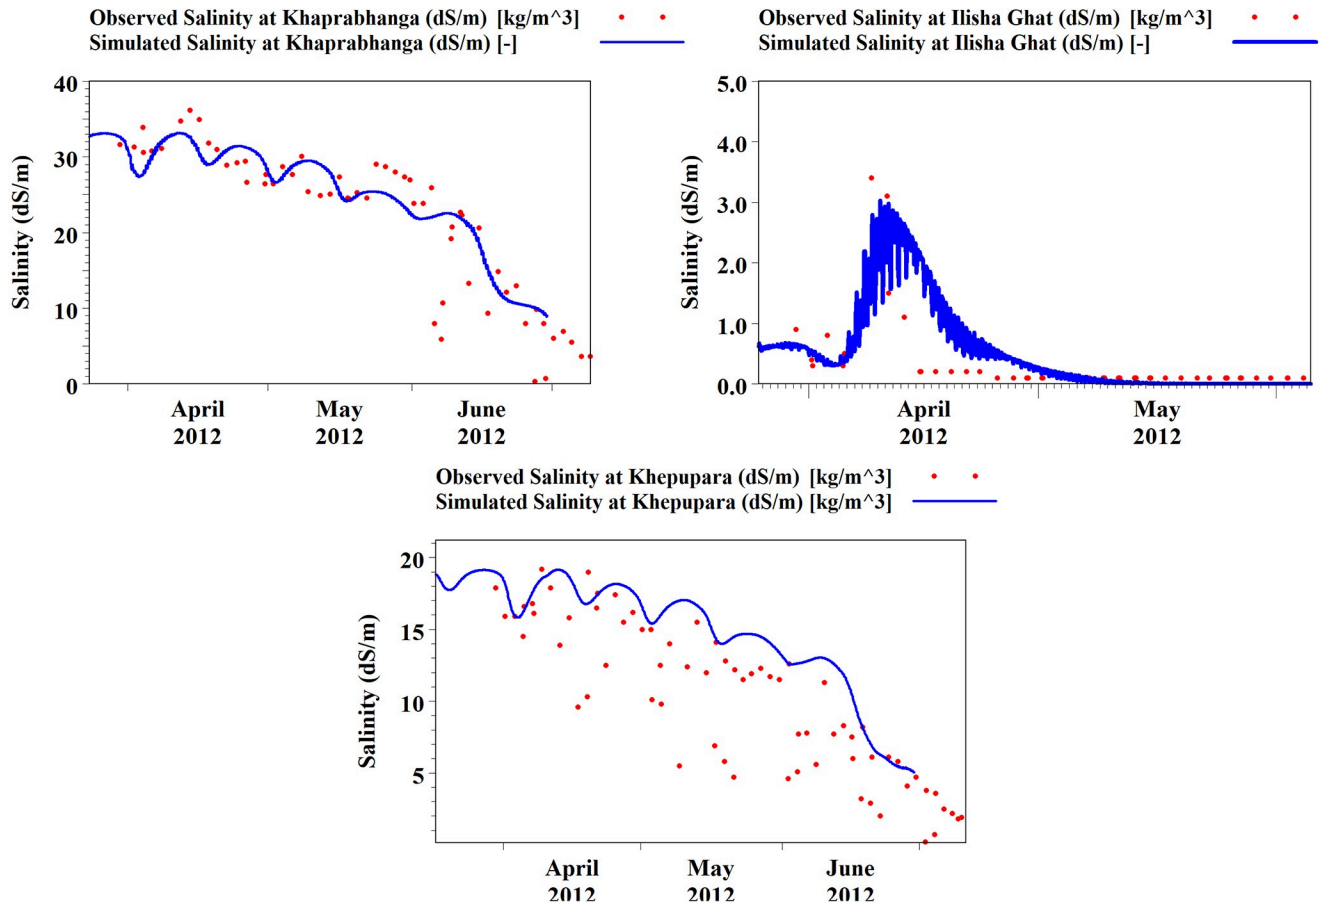 Observed Salinity at Khaprabhanga (dS/m) [kg/m^3]
Simulated Salinity at Khaprabhanga (dS/m) [-]
40
30
20
10
0
Salinity (dS/m)
April
2012
May
2012
June
2012
Observed Salinity at Ilisha Ghat (dS/m) [kg/m^3]
Simulated Salinity at Ilisha Ghat (dS/m) [-]
5.0
4.0
3.0
2.0
1.0
0.0
Salinity (dS/m)
April
2012
May
2012
Observed Salinity at Khepupara (dS/m) [kg/m^3]
Simulated Salinity at Khepupara (dS/m) [kg/m^3]
20
15
10
5
Salinity (dS/m)
April
2012
May
2012
June
2012